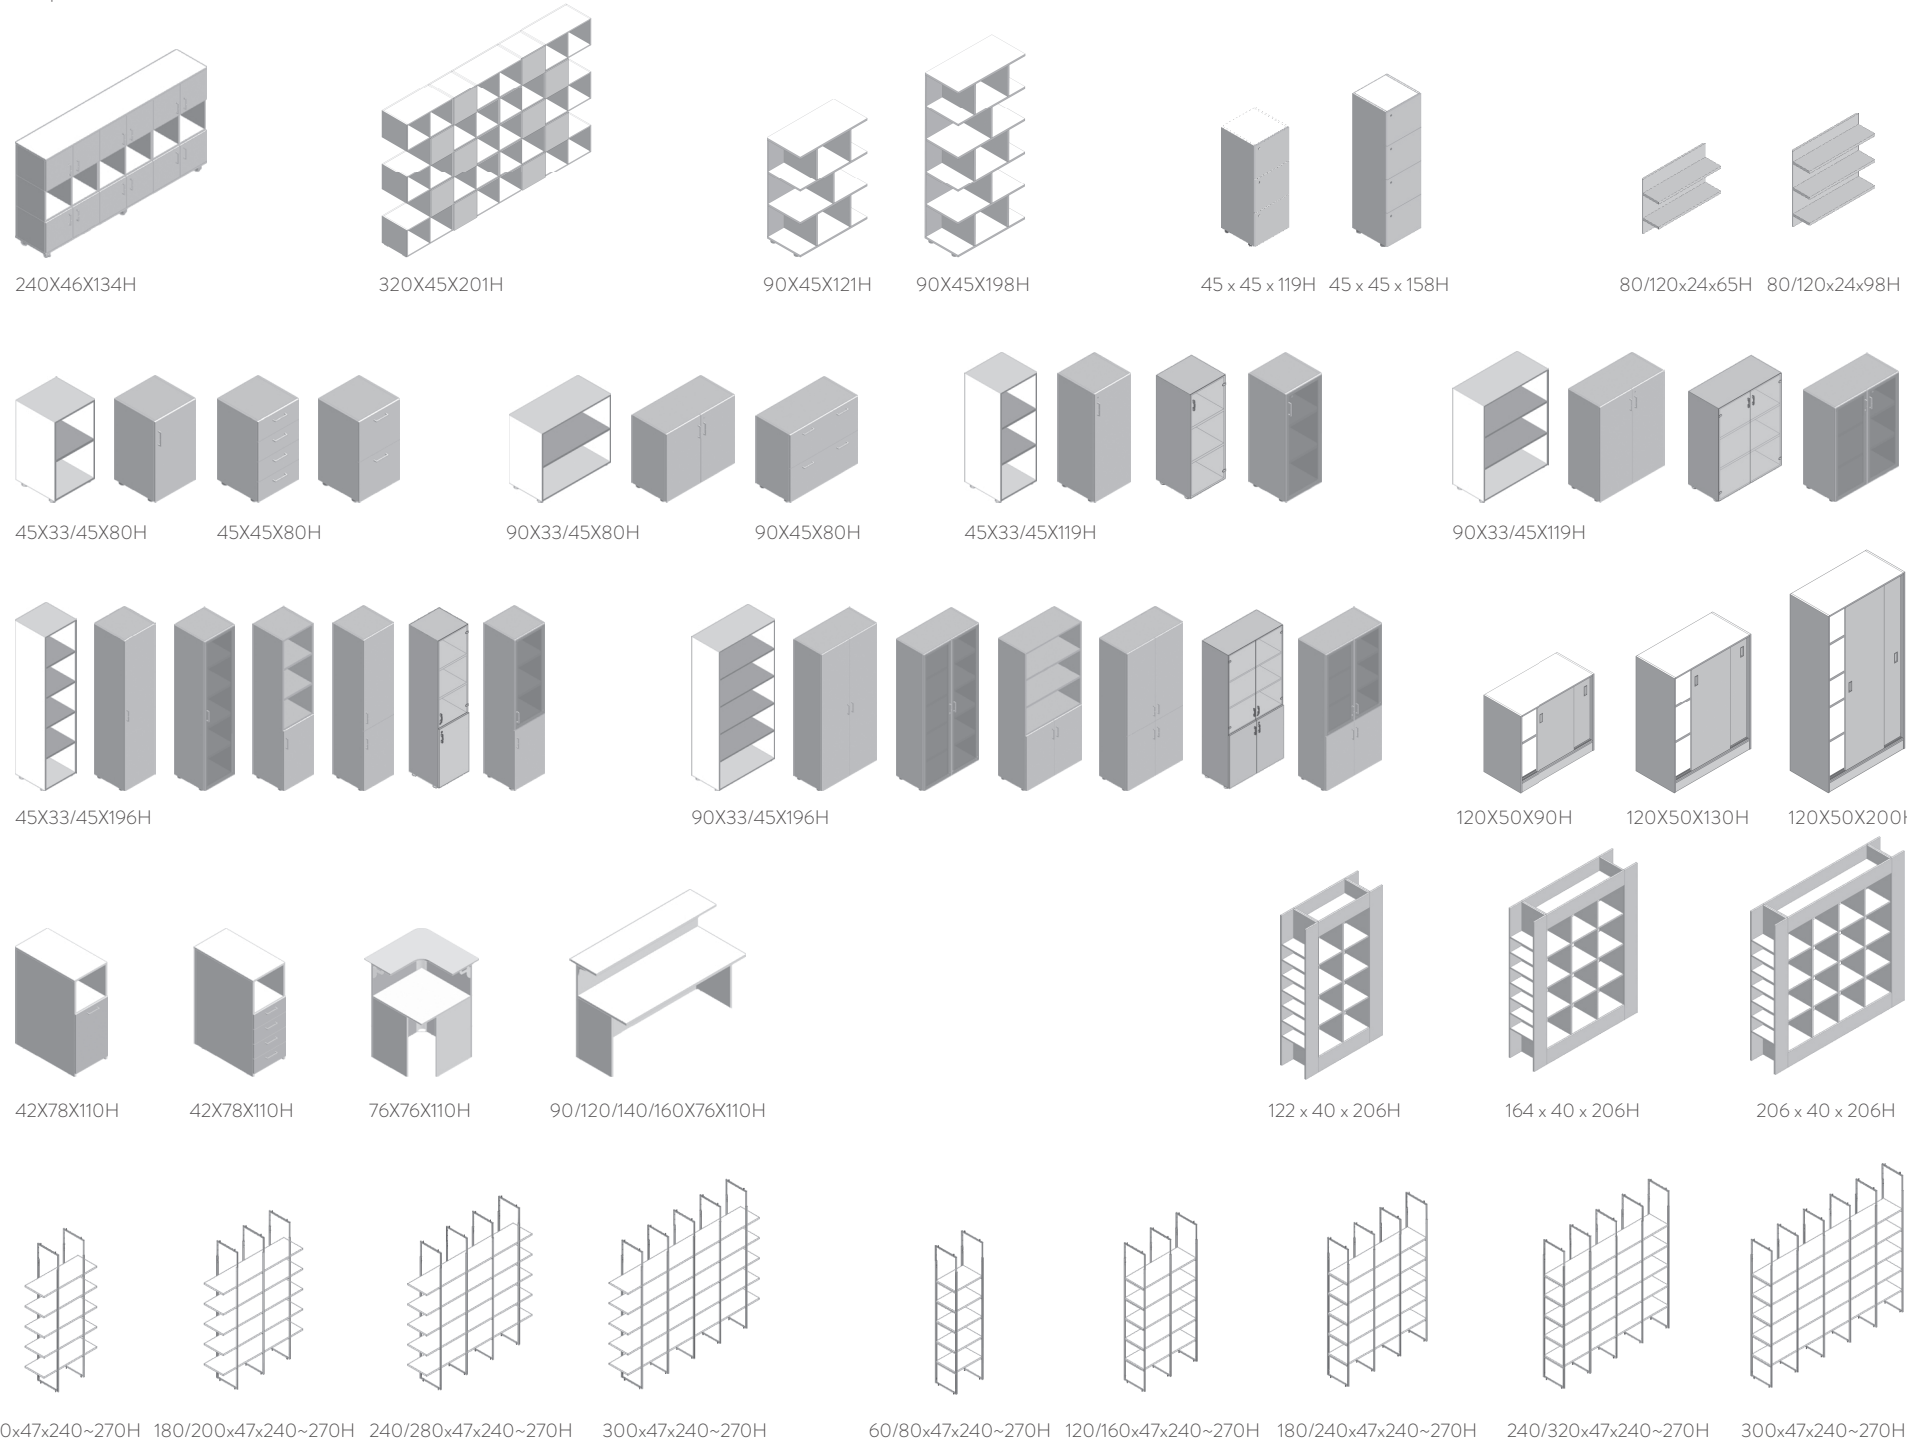 240X46X134H
320X45X201H
90X45X121H
90X45X198H
45 x 45 x 119H
45 x 45 x 158H
80/120x24x65H
80/120x24x98H
45X33/45X80H
45X45X80H
90X33/45X80H
90X45X80H
45X33/45X119H
90X33/45X119H
45X33/45X196H
90X33/45X196H
120X50X90H
120X50X130H
120X50X200H
42X78X110H
42X78X110H
76X76X110H
90/120/140/160X76X110H
122 x 40 x 206H
164 x 40 x 206H
206 x 40 x 206H
0x47x240~270H
180/200x47x240~270H
240/280x47x240~270H
300x47x240~270H
60/80x47x240~270H
120/160x47x240~270H
180/240x47x240~270H
240/320x47x240~270H
300x47x240~270H